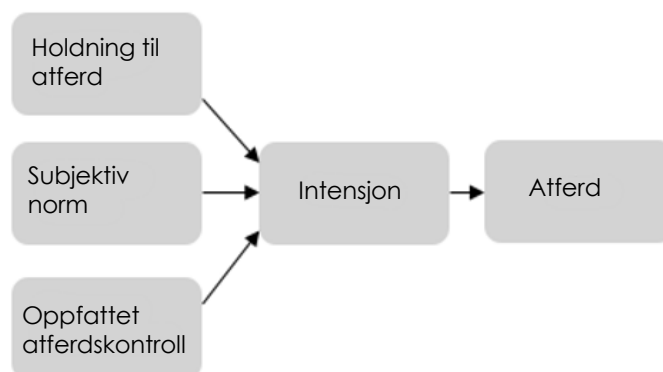 Holdning til
atferd
Subjektiv
norm
Intensjon
Atferd
Oppfattet
atferdskontroll